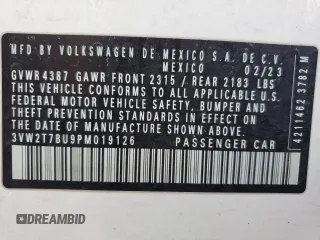 MFD BY VOLKSWAGEN DE MEXICO S.A. DE C.V.
MEXICO 02/23
GVWR 4387 GAWR FRONT 2315 / REAR 2183 LBS
THIS VEHICLE CONFORMS TO ALL APPLICABLE U.S.
FEDERAL MOTOR VEHICLE SAFETY, BUMPER, AND
THEFT PREVENTION STANDARDS IN EFFECT
ON THE DATE OF MANUFACTURE SHOWN ABOVE
3VW2T7BU9PM019126 PASSENGER CAR
4211462 3782 M
© DIEBIDWIN.COM